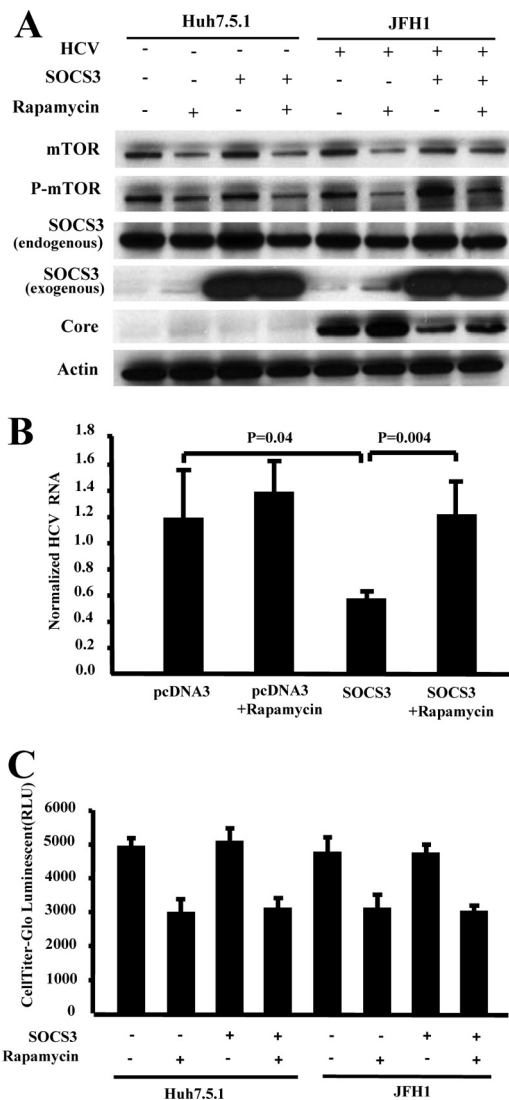 A
Huh7.5.1 JFH1
HCV - - - - + + + +
SOCS3 - - + + - - + +
Rapamycin - + - + - + - +
mTOR
P-mTOR
SOCS3
(endogenous)
SOCS3
(exogenous)
Core
Actin
B
P=0.04 P=0.004
Normalized HCV RNA
1.8
1.6
1.4
1.2
1.0
0.8
0.6
0.4
0.2
0.0
pcDNA3 pcDNA3 SOCS3 SOCS3
+Rapamycin +Rapamycin
C
CellTiter-Glo Luminescent(RLU)
6000
5000
4000
3000
2000
1000
0
SOCS3 - - + + - - + +
Rapamycin - + - + - + - +
Huh7.5.1 JFH1